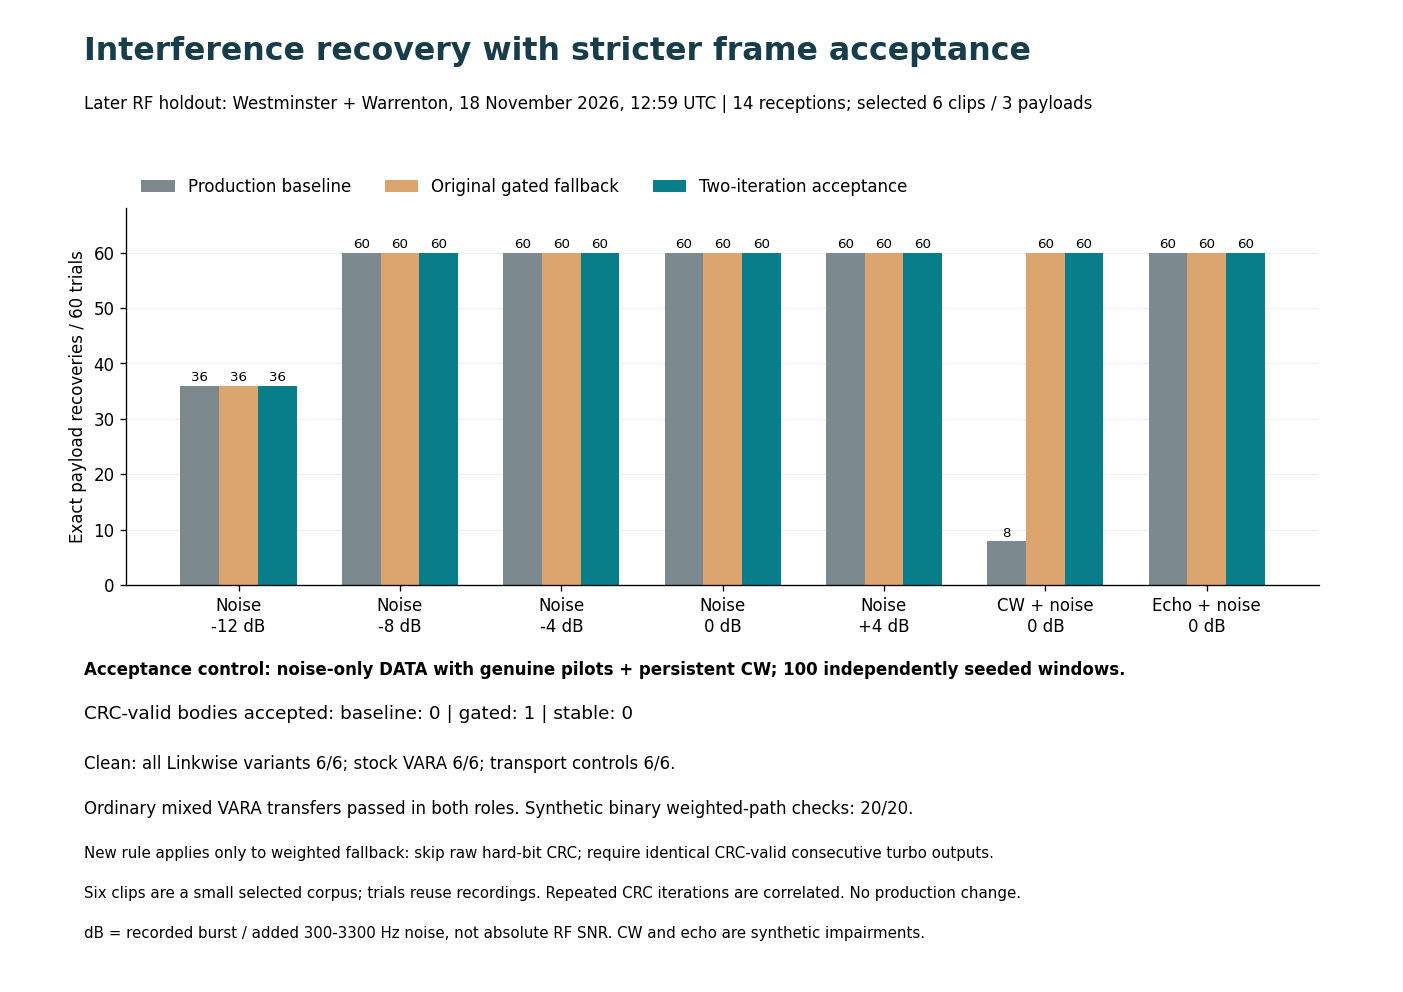 Interference recovery with stricter frame acceptance
Later RF holdout: Westminster + Warrenton, 18 November 2026, 12:59 UTC | 14 receptions; selected 6 clips / 3 payloads
Production baseline
Original gated fallback
Two-iteration acceptance
Exact payload recoveries / 60 trials
60
50
40
30
20
10
0
36 36 36
60 60 60
60 60 60
60 60 60
60 60 60
8 60 60
60 60 60
Noise
-12 dB
Noise
-8 dB
Noise
-4 dB
Noise
0 dB
Noise
+4 dB
CW + noise
0 dB
Echo + noise
0 dB
Acceptance control: noise-only DATA with genuine pilots + persistent CW; 100 independently seeded windows.
CRC-valid bodies accepted: baseline: 0 | gated: 1 | stable: 0
Clean: all Linkwise variants 6/6; stock VARA 6/6; transport controls 6/6.
Ordinary mixed VARA transfers passed in both roles. Synthetic binary weighted-path checks: 20/20.
New rule applies only to weighted fallback: skip raw hard-bit CRC; require identical CRC-valid consecutive turbo outputs.
Six clips are a small selected corpus; trials reuse recordings. Repeated CRC iterations are correlated. No production change.
dB = recorded burst / added 300-3300 Hz noise, not absolute RF SNR. CW and echo are synthetic impairments.